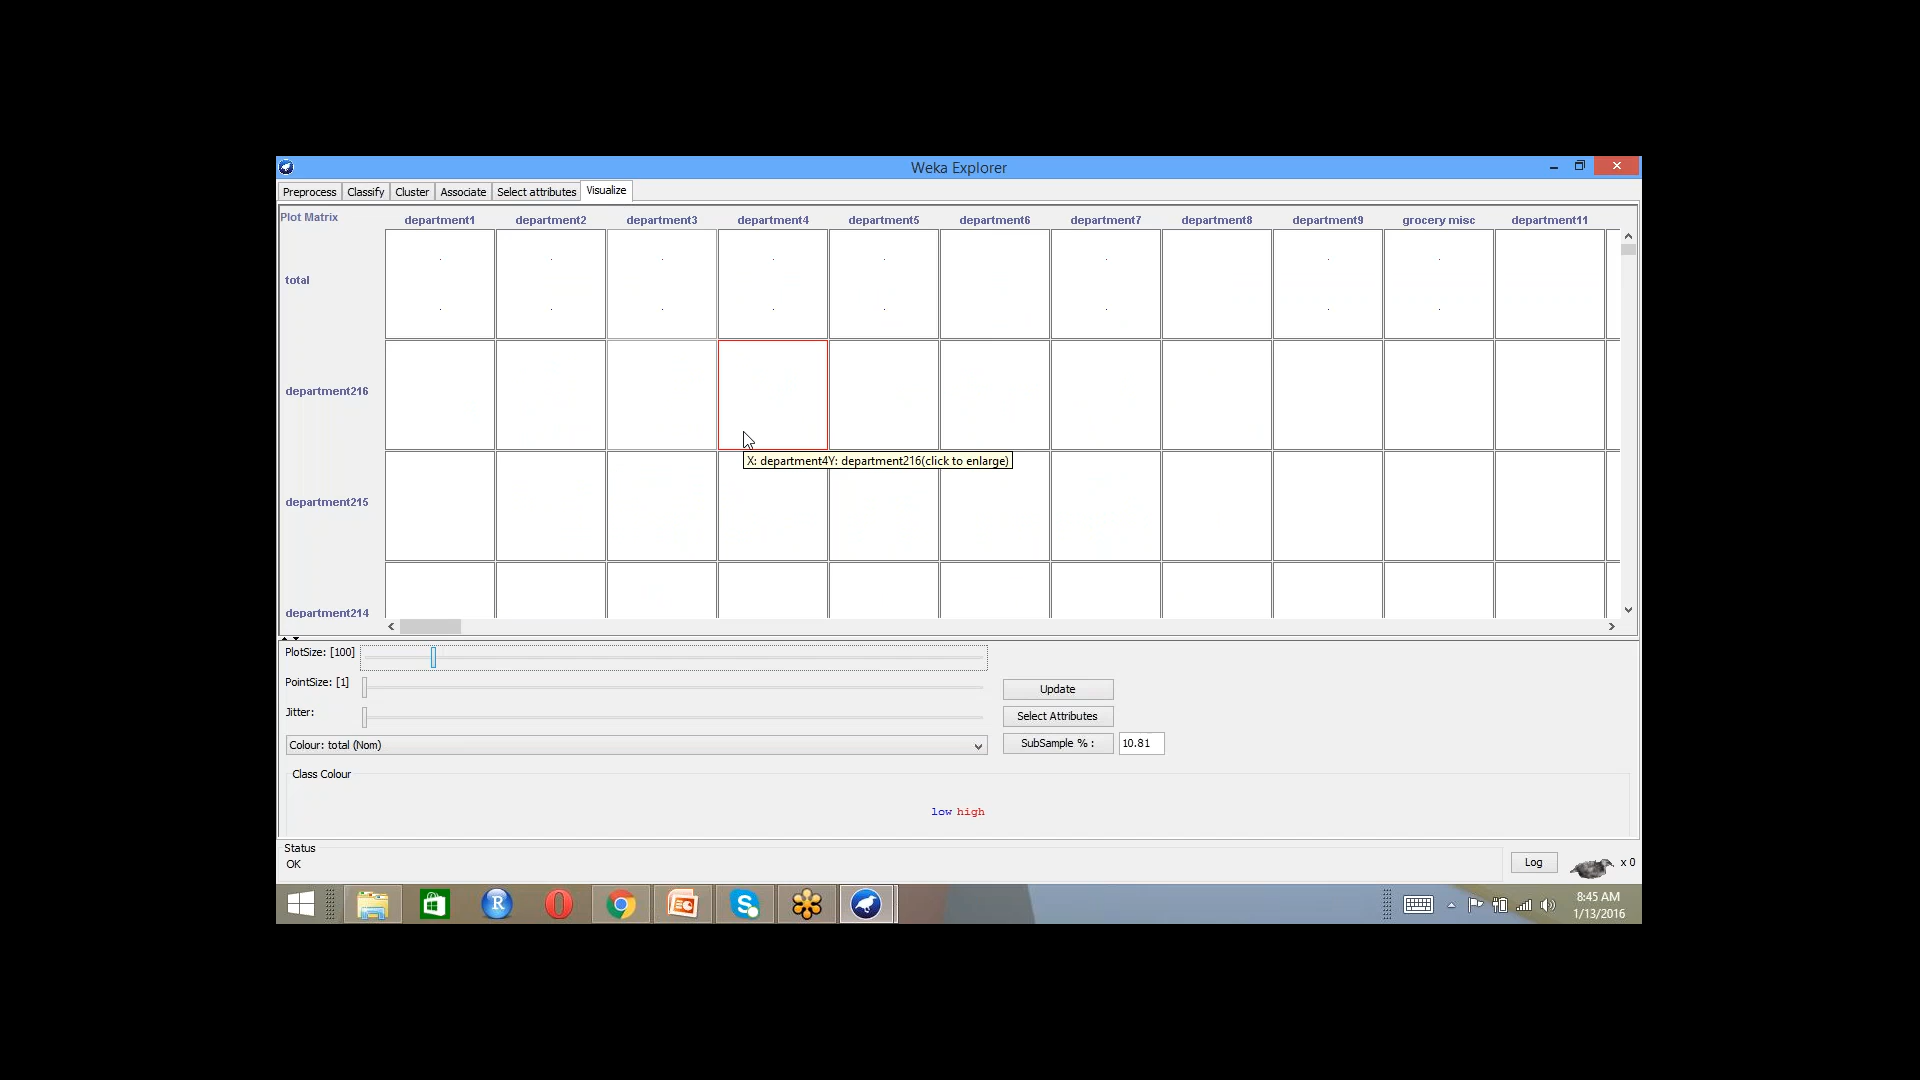 Weka Explorer
Preprocess Classify Cluster Associate Select attributes Visualize
Plot Matrix department1 department2 department3 department4 department5 department6 department7 department8 department9 grocery misc department11
total
department216
X: department4Y: department216(click to enlarge)
department215
department214
PlotSize: [100]
PointSize: [1]
Update
Jitter:
Select Attributes
Colour: total (Nom)
SubSample % : 10.81
Class Colour
low high
Status
OK
Log x 0
8:45 AM
1/13/2016